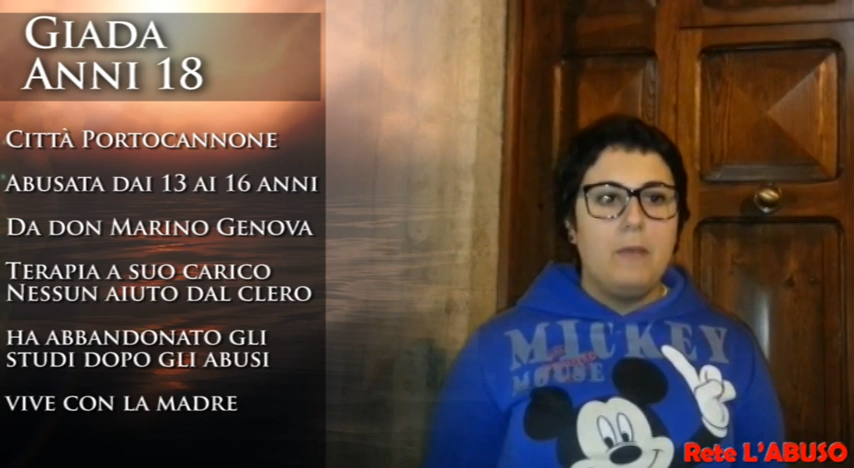 Giada
Anni 18
Città Portocannone
Abusata dai 13 ai 16 anni
Da don Marino Genova
Terapia a suo carico
Nessun aiuto dal clero
ha abbandonato gli
studi dopo gli abusi
vive con la madre
MICKEY
MOUSE
Rete L'ABUSO